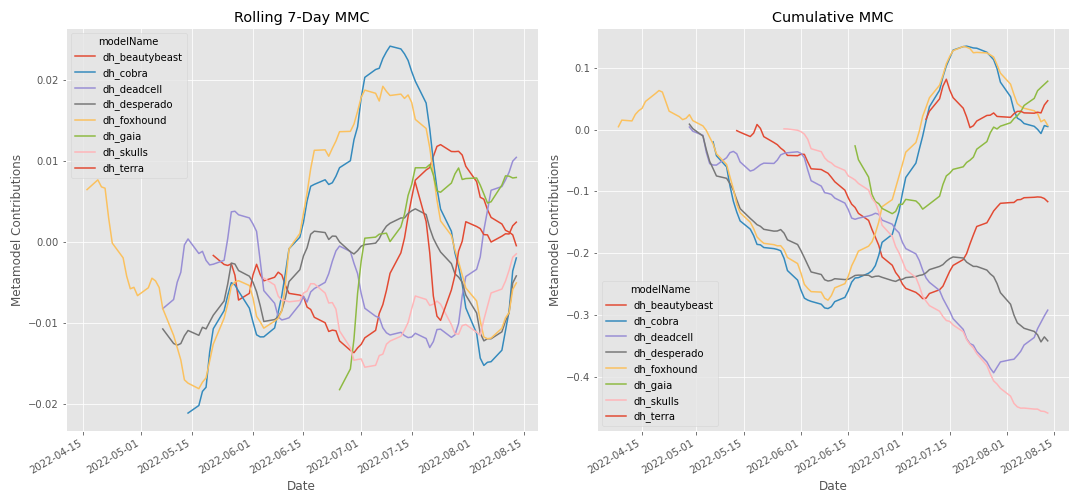 Rolling 7-Day MMC
Metamodel Contributions
0.02
0.01
0.00
−0.01
−0.02
modelName
dh_beautybeast
dh_cobra
dh_deadcell
dh_desperado
dh_foxhound
dh_gaia
dh_skulls
dh_terra
2022-04-15
2022-05-01
2022-05-15
2022-06-01
2022-06-15
2022-07-01
2022-07-15
2022-08-01
2022-08-15
Date
Cumulative MMC
Metamodel Contributions
0.1
0.0
−0.1
−0.2
−0.3
−0.4
modelName
dh_beautybeast
dh_cobra
dh_deadcell
dh_desperado
dh_foxhound
dh_gaia
dh_skulls
dh_terra
2022-04-15
2022-05-01
2022-05-15
2022-06-01
2022-06-15
2022-07-01
2022-07-15
2022-08-01
2022-08-15
Date